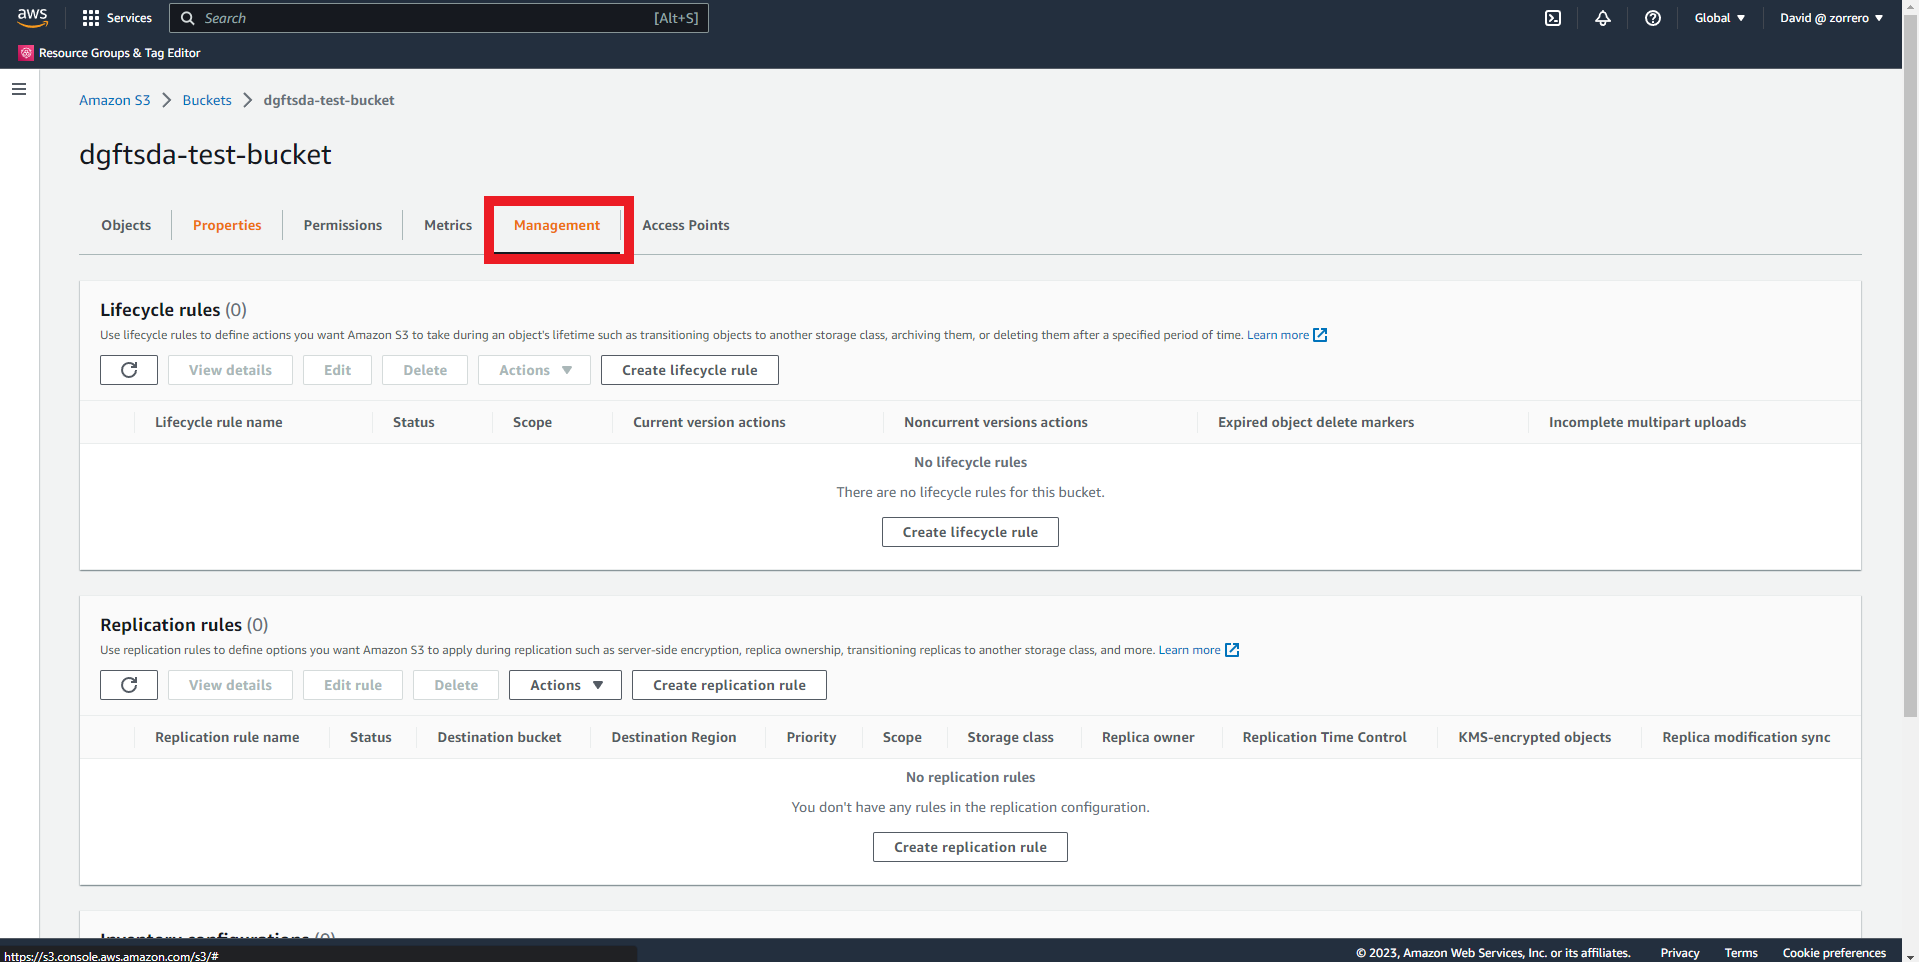 aws
Services
Search [Alt+S]
Global
David @ zorrero
Resource Groups & Tag Editor
Amazon S3 > Buckets > dgftsda-test-bucket
dgftsda-test-bucket
Objects Properties Permissions Metrics Management Access Points
Lifecycle rules (0)
Use lifecycle rules to define actions you want Amazon S3 to take during an object's lifetime such as transitioning objects to another storage class, archiving them, or deleting them after a specified period of time. Learn more
View details Edit Delete Actions Create lifecycle rule
Lifecycle rule name Status Scope Current version actions Noncurrent versions actions Expired object delete markers Incomplete multipart uploads
No lifecycle rules
There are no lifecycle rules for this bucket.
Create lifecycle rule
Replication rules (0)
Use replication rules to define options you want Amazon S3 to apply during replication such as server-side encryption, replica ownership, transitioning replicas to another storage class, and more. Learn more
View details Edit rule Delete Actions Create replication rule
Replication rule name Status Destination bucket Destination Region Priority Scope Storage class Replica owner Replication Time Control KMS-encrypted objects Replica modification sync
No replication rules
You don't have any rules in the replication configuration.
Create replication rule
Inventory configurations (0)
https://s3.console.aws.amazon.com/s3/#
© 2023, Amazon Web Services, Inc. or its affiliates. Privacy Terms Cookie preferences